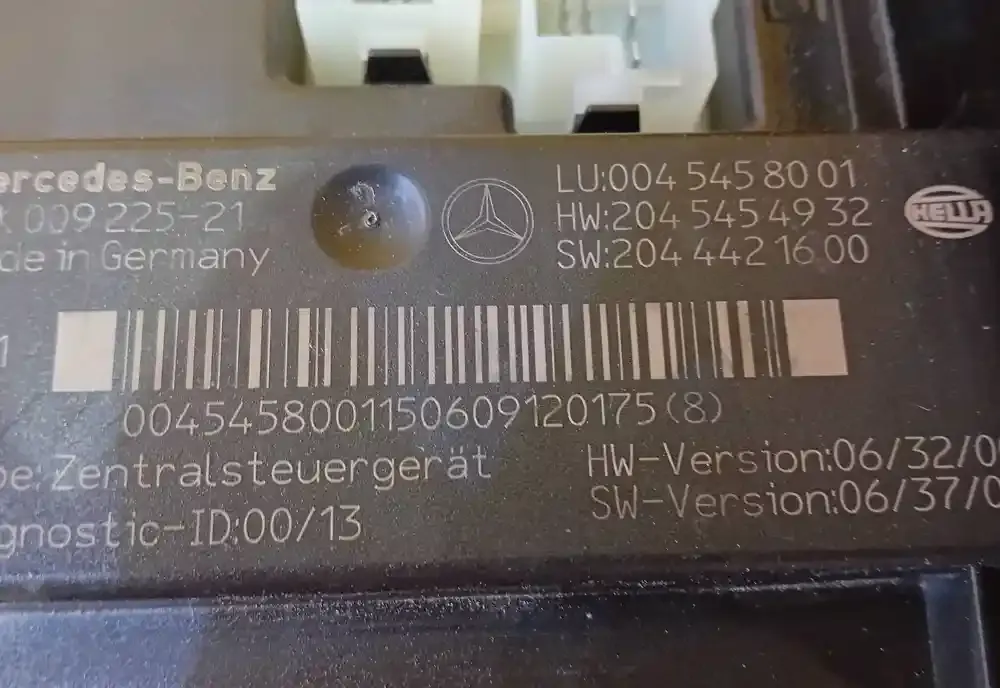 ercedes-Benz
009 225-21
de in Germany
LU:004 545 80 01
HW:204 545 49 32
SW:204 442 16 00
HELLA
1
0045458001150609120175(8)
pe:Zentralsteuergerät
gnostic-ID:00/13
HW-Version:06/32/0
SW-Version:06/37/0